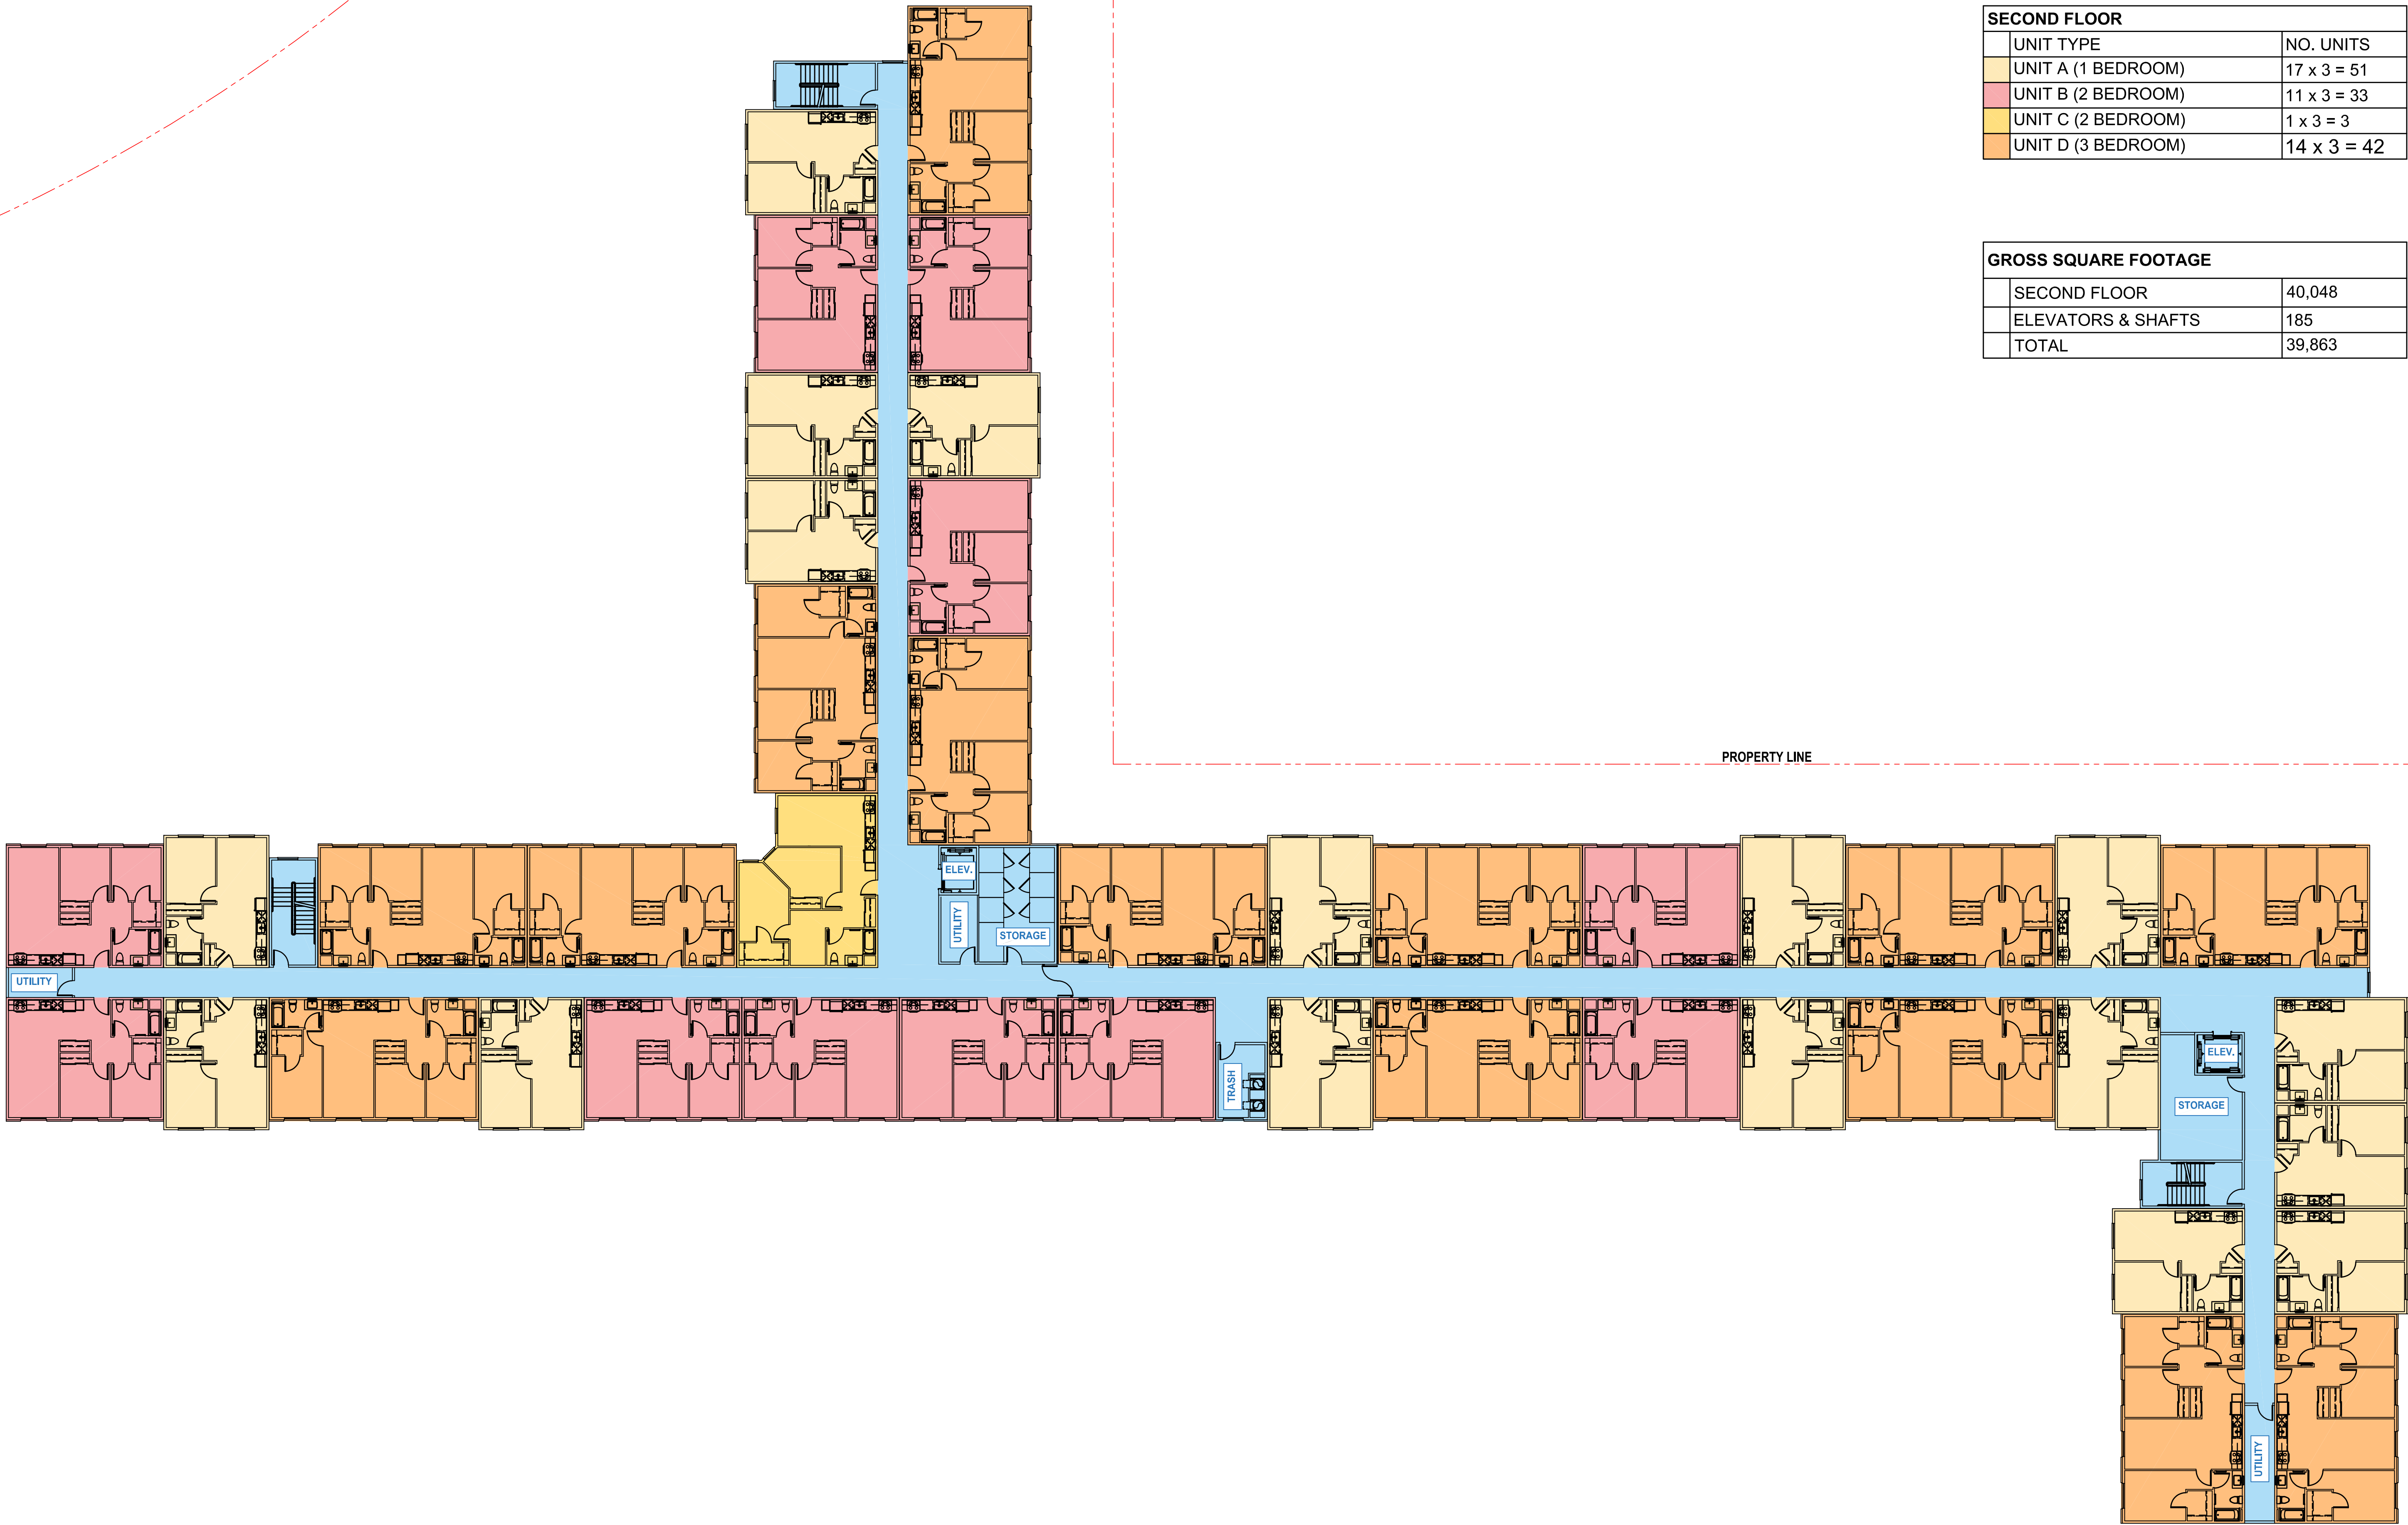 SECOND FLOOR
UNIT TYPE NO. UNITS
UNIT A (1 BEDROOM) 17 x 3 = 51
UNIT B (2 BEDROOM) 11 x 3 = 33
UNIT C (2 BEDROOM) 1 x 3 = 3
UNIT D (3 BEDROOM) 14 x 3 = 42
GROSS SQUARE FOOTAGE
SECOND FLOOR 40,048
ELEVATORS & SHAFTS 185
TOTAL 39,863
PROPERTY LINE
ELEV.
UTILITY
STORAGE
UTILITY
TRASH
ELEV.
STORAGE
UTILITY